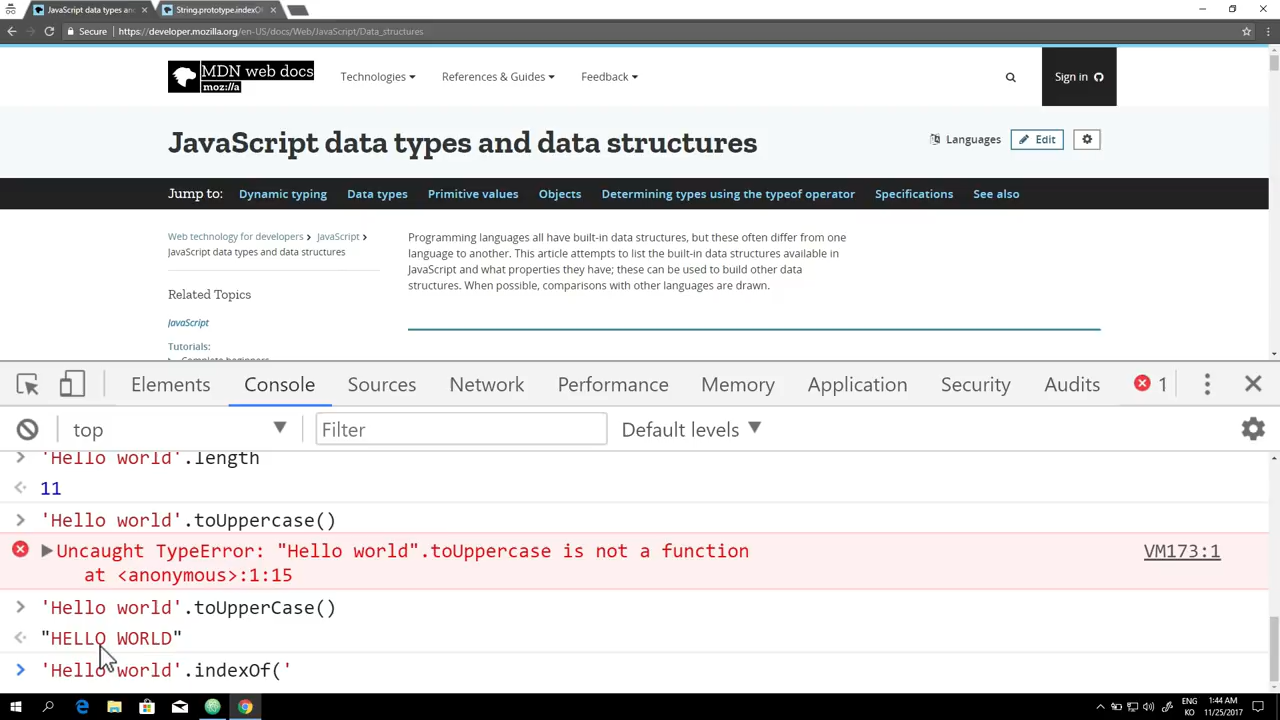 JavaScript data types and
String.prototype.indexOf
Secure
https://developer.mozilla.org/en-US/docs/Web/JavaScript/Data_structures
MDN web docs
moz://a
Technologies
References & Guides
Feedback
Sign in
JavaScript data types and data structures
Languages
Edit
Jump to:
Dynamic typing
Data types
Primitive values
Objects
Determining types using the typeof operator
Specifications
See also
Web technology for developers
JavaScript
JavaScript data types and data structures
Programming languages all have built-in data structures, but these often differ from one
language to another. This article attempts to list the built-in data structures available in
JavaScript and what properties they have; these can be used to build other data
structures. When possible, comparisons with other languages are drawn.
Related Topics
JavaScript
Tutorials:
Complete beginners
Elements
Console
Sources
Network
Performance
Memory
Application
Security
Audits
1
top
Filter
Default levels
'Hello world'.length
11
'Hello world'.toUppercase()
Uncaught TypeError: "Hello world".toUppercase is not a function
VM173:1
at <anonymous>:1:15
'Hello world'.toUpperCase()
"HELLO WORLD"
'Hello world'.indexOf('
ENG
KO
1:44 AM
11/25/2017